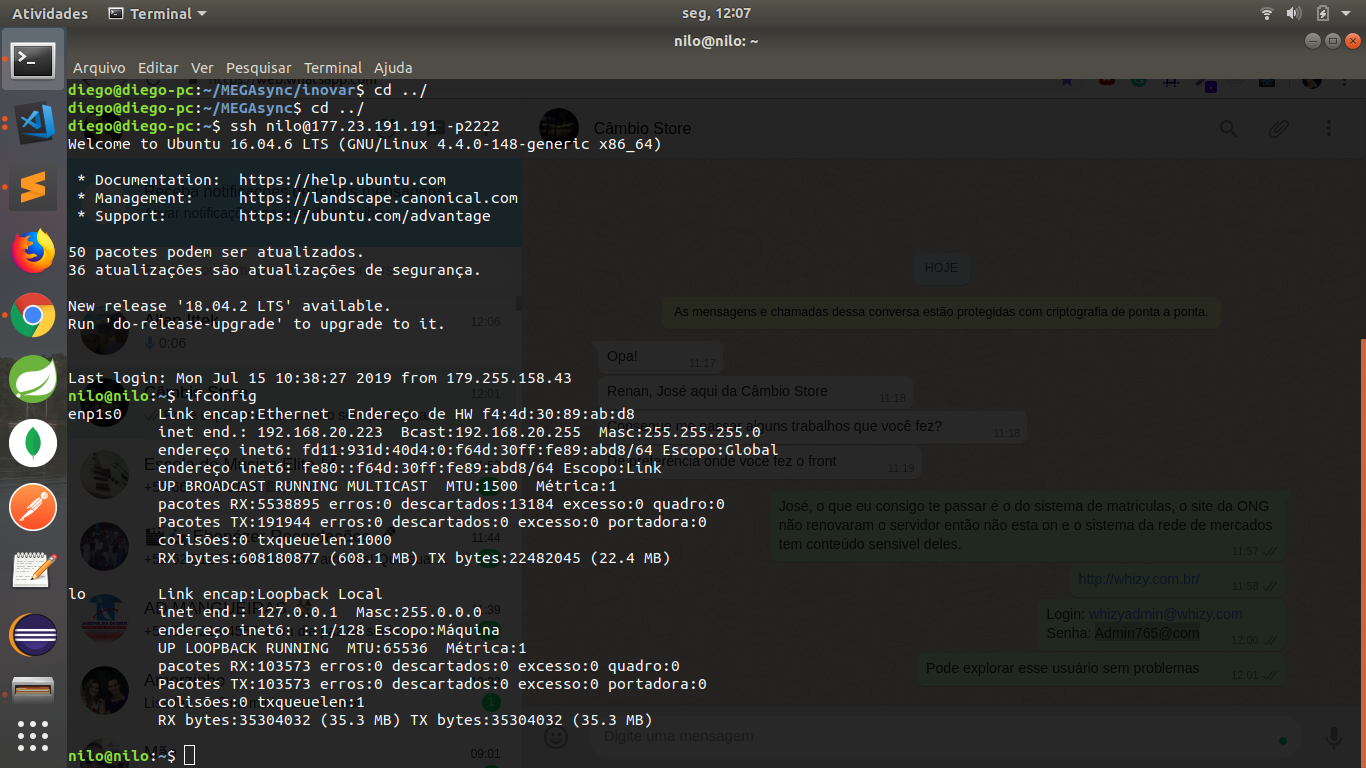 Atividades
Terminal
seg, 12:07
nilo@nilo: ~
Arquivo Editar Ver Pesquisar Terminal Ajuda
diego@diego-pc:~/MEGAsync/inovar$ cd ../
diego@diego-pc:~/MEGAsync$ cd ../
diego@diego-pc:~$ ssh nilo@177.23.191.191 -p2222
Welcome to Ubuntu 16.04.6 LTS (GNU/Linux 4.4.0-148-generic x86_64)
* Documentation: https://help.ubuntu.com
* Management: https://landscape.canonical.com
* Support: https://ubuntu.com/advantage
50 pacotes podem ser atualizados.
36 atualizações são atualizações de segurança.
New release '18.04.2 LTS' available.
Run 'do-release-upgrade' to upgrade to it.
Last login: Mon Jul 15 10:38:27 2019 from 179.255.158.43
nilo@nilo:~$ ifconfig
enp1s0 Link encap:Ethernet Endereço de HW f4:4d:30:89:ab:d8
inet end.: 192.168.20.223 Bcast:192.168.20.255 Masc:255.255.255.0
endereço inet6: fd11:931d:40d4:0:f64d:30ff:fe89:abd8/64 Escopo:Global
endereço inet6: fe80::f64d:30ff:fe89:abd8/64 Escopo:Link
UP BROADCAST RUNNING MULTICAST MTU:1500 Métrica:1
pacotes RX:5538895 erros:0 descartados:13184 excesso:0 quadro:0
Pacotes TX:191944 erros:0 descartados:0 excesso:0 portadora:0
colisões:0 txqueuelen:1000
RX bytes:608180877 (608.1 MB) TX bytes:22482045 (22.4 MB)
lo Link encap:Loopback Local
inet end.: 127.0.0.1 Masc:255.0.0.0
endereço inet6: ::1/128 Escopo:Máquina
UP LOOPBACK RUNNING MTU:65536 Métrica:1
pacotes RX:103573 erros:0 descartados:0 excesso:0 quadro:0
Pacotes TX:103573 erros:0 descartados:0 excesso:0 portadora:0
colisões:0 txqueuelen:1
RX bytes:35304032 (35.3 MB) TX bytes:35304032 (35.3 MB)
nilo@nilo:~$
12:06
0:06
12:01
11:44
09:01
Câmbio Store
HOJE
As mensagens e chamadas dessa conversa estão protegidas com criptografia de ponta a ponta.
Opa! 11:17
Renan, José aqui da Câmbio Store 11:18
alguns trabalhos que você fez? 11:18
onde você fez o front 11:19
José, o que eu consigo te passar é o do sistema de matriculas, o site da ONG
não renovaram o servidor então não esta on e o sistema da rede de mercados
tem conteúdo sensivel deles. 11:57
http://whizy.com.br/ 11:58
Login: whizyadmin@whizy.com
Senha: Admin765@com 12:00
Pode explorar esse usuário sem problemas 12:01
Digite uma mensagem